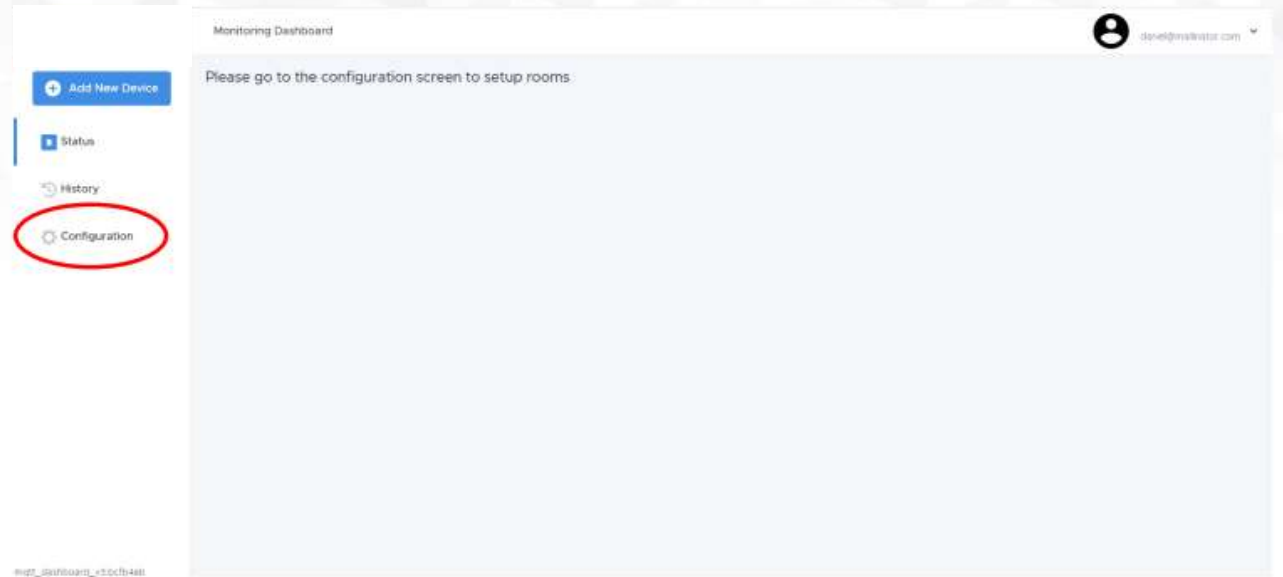 Monitoring Dashboard
Add New Device
Please go to the configuration screen to setup rooms
Status
History
Configuration